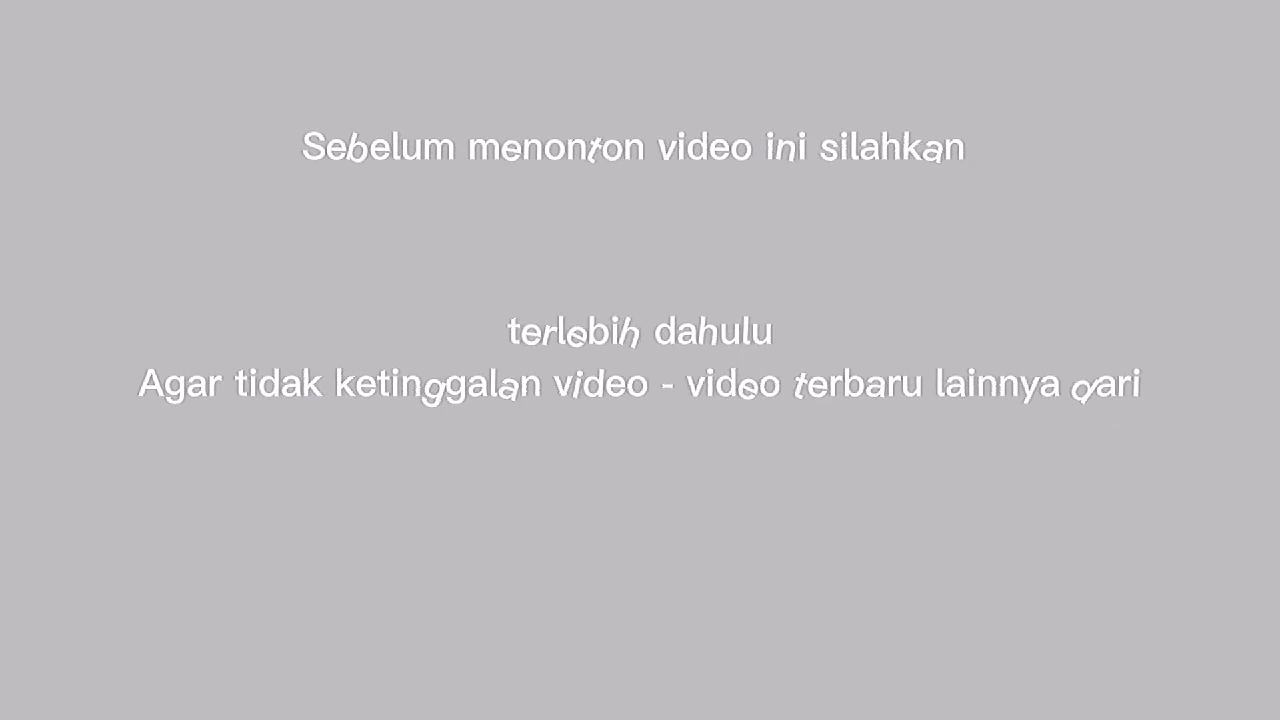 Sebelum menonton video ini silahkan
terlebih dahulu
Agar tidak ketinggalan video - video terbaru lainnya dari